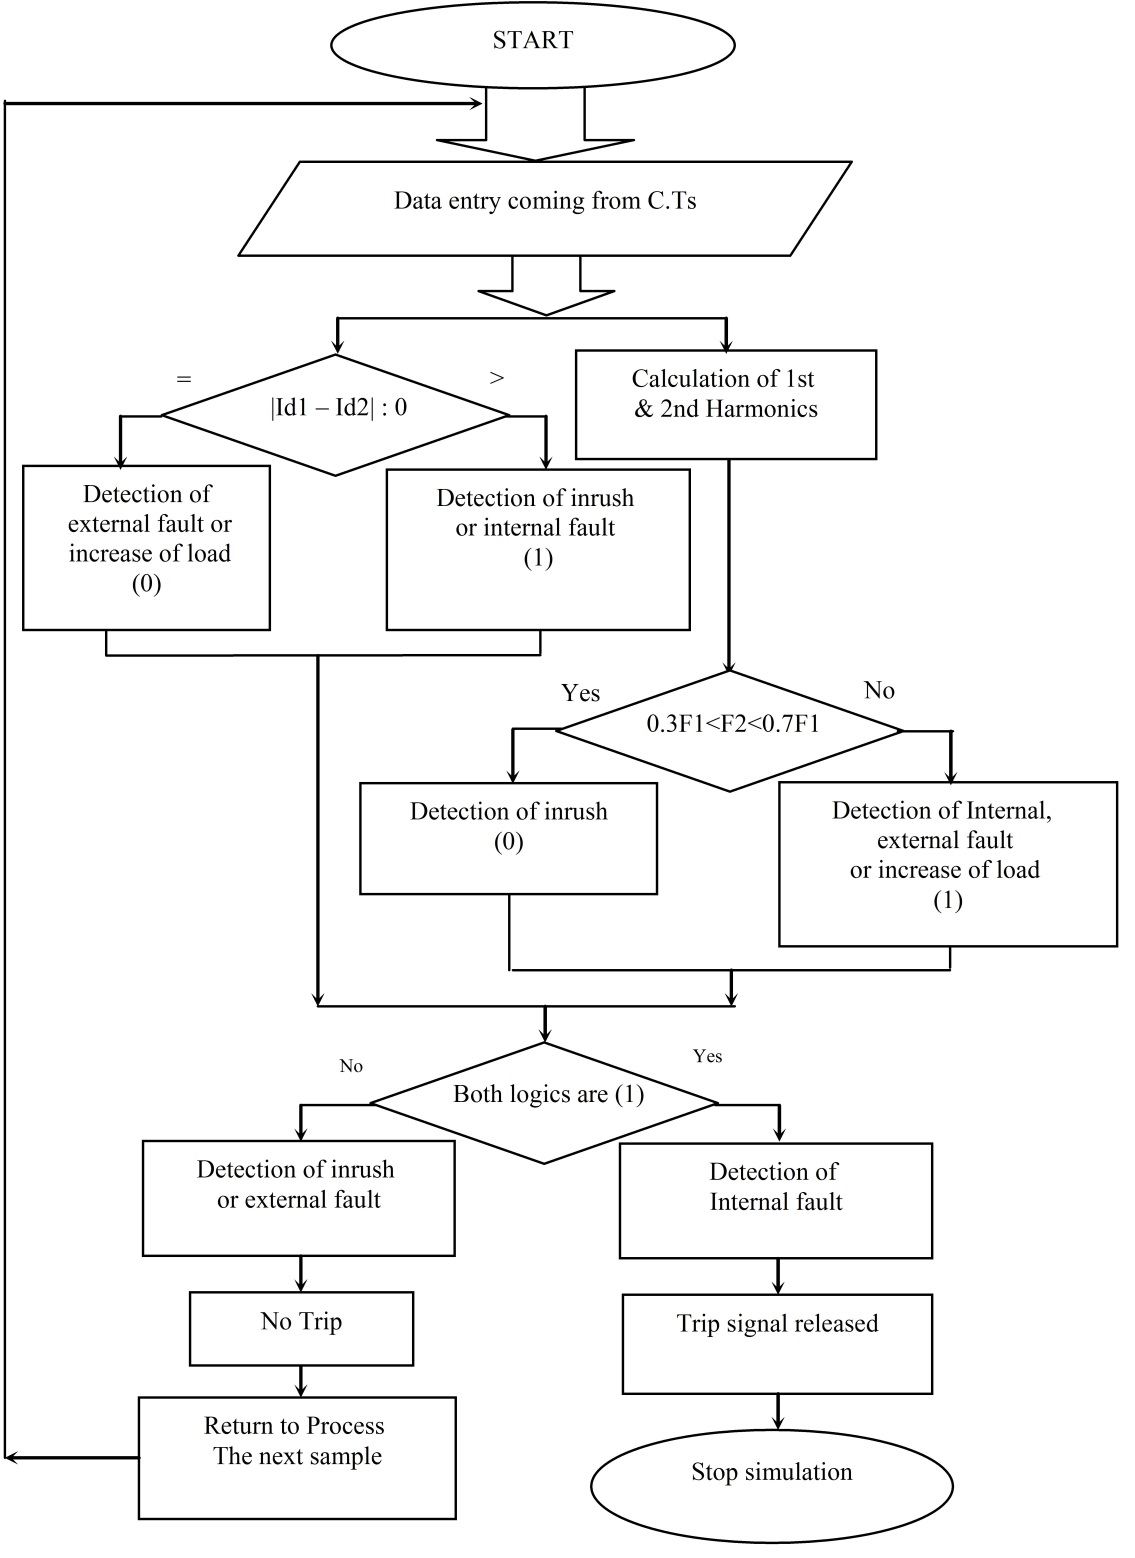 START
Data entry coming from C.Ts
=
>
|Id1 – Id2| : 0
Calculation of 1st
& 2nd Harmonics
Detection of
external fault or
increase of load
(0)
Detection of inrush
or internal fault
(1)
Yes
No
0.3F1<F2<0.7F1
Detection of inrush
(0)
Detection of Internal,
external fault
or increase of load
(1)
No
Yes
Both logics are (1)
Detection of inrush
or external fault
Detection of
Internal fault
No Trip
Trip signal released
Return to Process
The next sample
Stop simulation